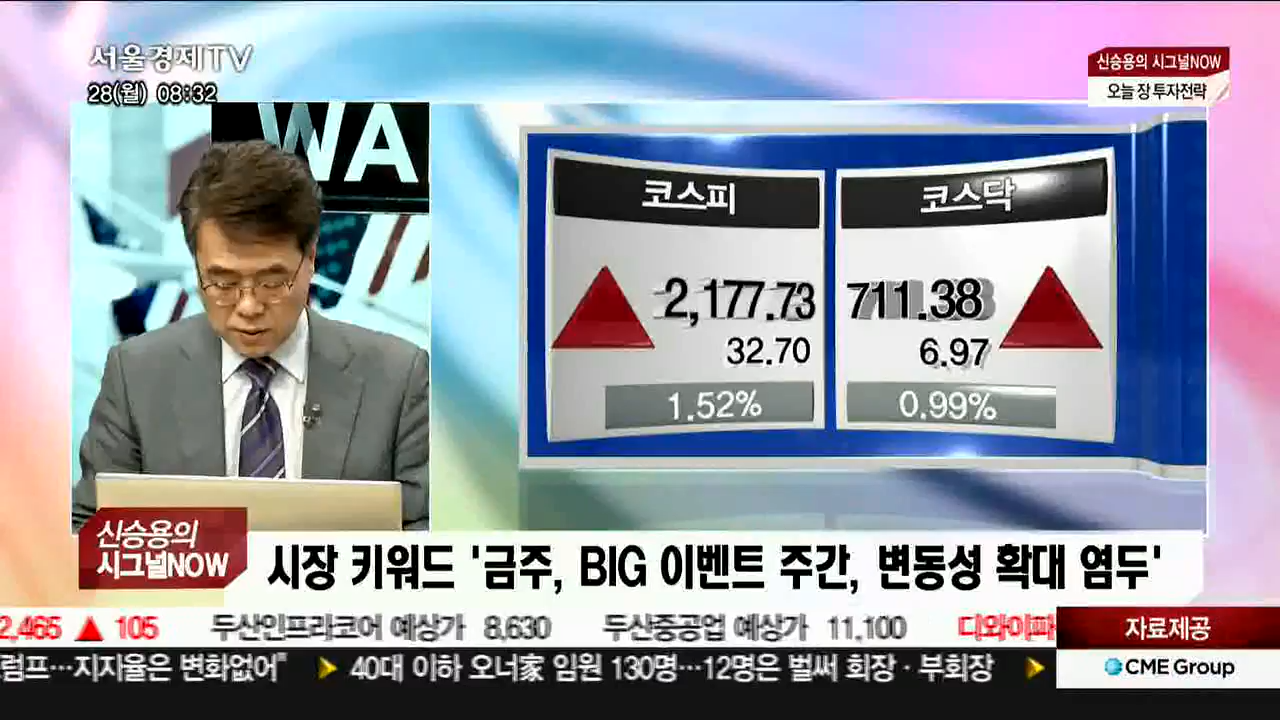 서울경제TV
28(월) 08:32
신승용의 시그널NOW
오늘 장 투자전략
WA
코스피
2,177.73
32.70
1.52%
코스닥
711.38
6.97
0.99%
신승용의
시그널NOW
시장 키워드 '금주, BIG 이벤트 주간, 변동성 확대 염두'
2,465 ▲ 105 두산인프라코어 예상가 8,630 두산중공업 예상가 11,100 디와이파
자료제공
럼프…지지율은 변화없어" ▶ 40대 이하 오너家 임원 130명…12명은 벌써 회장·부회장 ▶
CME Group